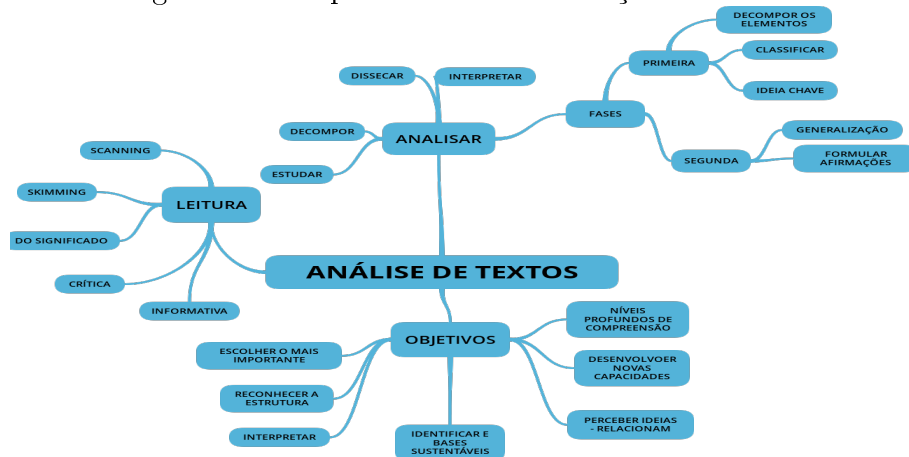 DECOMPOR OS
ELEMENTOS
CLASSIFICAR
PRIMEIRA
IDEIA CHAVE
DISSECAR
INTERPRETAR
FASES
DECOMPOR
ANALISAR
GENERALIZAÇÃO
SEGUNDA
FORMULAR
AFIRMAÇÕES
ESTUDAR
SCANNING
SKIMMING
LEITURA
DO SIGNIFICADO
CRÍTICA
INFORMATIVA
ANÁLISE DE TEXTOS
OBJETIVOS
NÍVEIS
PROFUNDOS DE
COMPREENSÃO
ESCOLHER O MAIS
IMPORTANTE
DESENVOLVOER
NOVAS
CAPACIDADES
RECONHECER A
ESTRUTURA
PERCEBER IDEIAS
- RELACIONAM
INTERPRETAR
IDENTIFICAR E
BASES
SUSTENTÁVEIS